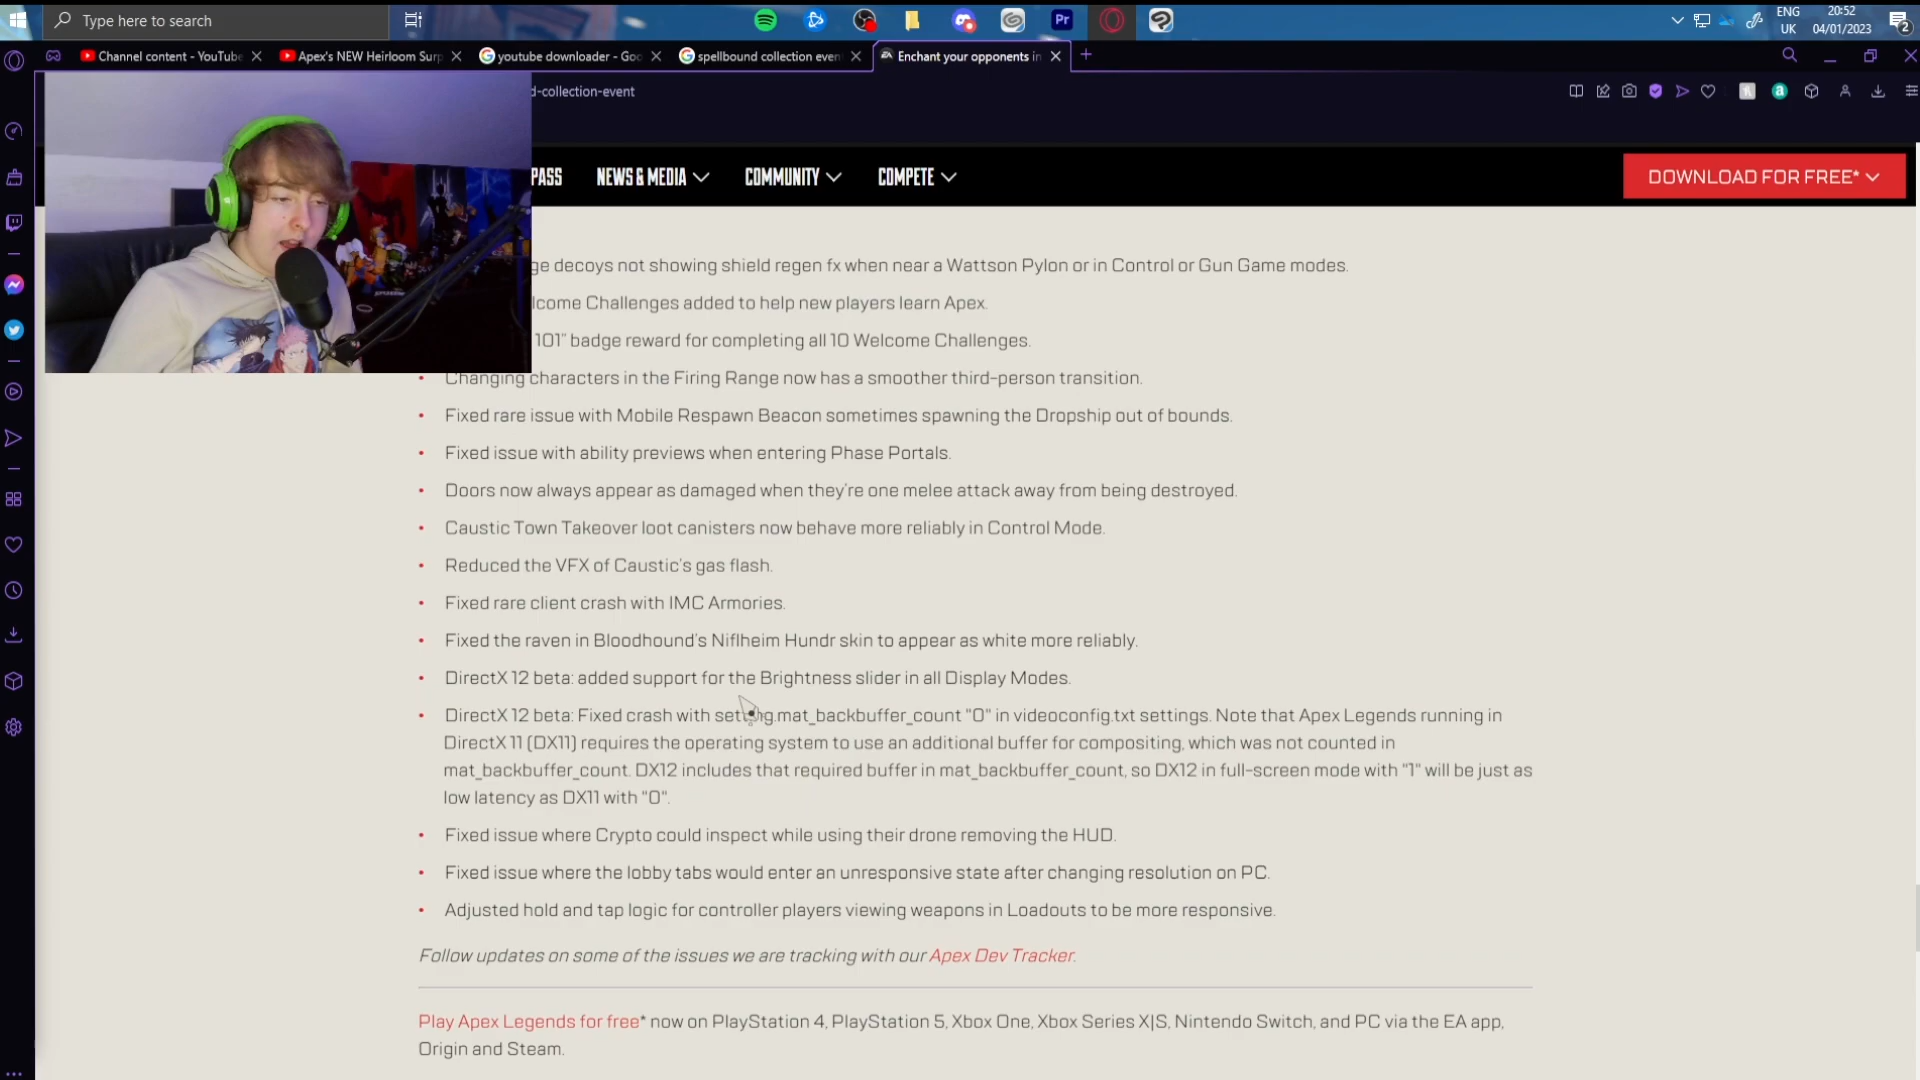 Type here to search
ENG
UK
20:52
04/01/2023
2
Channel content - YouTube
Apex's NEW Heirloom Surp
youtube downloader - Goo
spellbound collection even
Enchant your opponents in
d-collection-event
PASS
NEWS & MEDIA
COMMUNITY
COMPETE
DOWNLOAD FOR FREE*
ge decoys not showing shield regen fx when near a Wattson Pylon or in Control or Gun Game modes.
lcome Challenges added to help new players learn Apex.
101" badge reward for completing all 10 Welcome Challenges.
• Changing characters in the Firing Range now has a smoother third-person transition.
• Fixed rare issue with Mobile Respawn Beacon sometimes spawning the Dropship out of bounds.
• Fixed issue with ability previews when entering Phase Portals.
• Doors now always appear as damaged when they're one melee attack away from being destroyed.
• Caustic Town Takeover loot canisters now behave more reliably in Control Mode.
• Reduced the VFX of Caustic's gas flash.
• Fixed rare client crash with IMC Armories.
• Fixed the raven in Bloodhound's Niflheim Hundr skin to appear as white more reliably.
• DirectX 12 beta: added support for the Brightness slider in all Display Modes.
• DirectX 12 beta: Fixed crash with setting.mat_backbuffer_count "0" in videoconfig.txt settings. Note that Apex Legends running in
DirectX 11 (DX11) requires the operating system to use an additional buffer for compositing, which was not counted in
mat_backbuffer_count. DX12 includes that required buffer in mat_backbuffer_count, so DX12 in full-screen mode with "1" will be just as
low latency as DX11 with "0".
• Fixed issue where Crypto could inspect while using their drone removing the HUD.
• Fixed issue where the lobby tabs would enter an unresponsive state after changing resolution on PC.
• Adjusted hold and tap logic for controller players viewing weapons in Loadouts to be more responsive.
Follow updates on some of the issues we are tracking with our Apex Dev Tracker.
Play Apex Legends for free* now on PlayStation 4, PlayStation 5, Xbox One, Xbox Series X|S, Nintendo Switch, and PC via the EA app,
Origin and Steam.